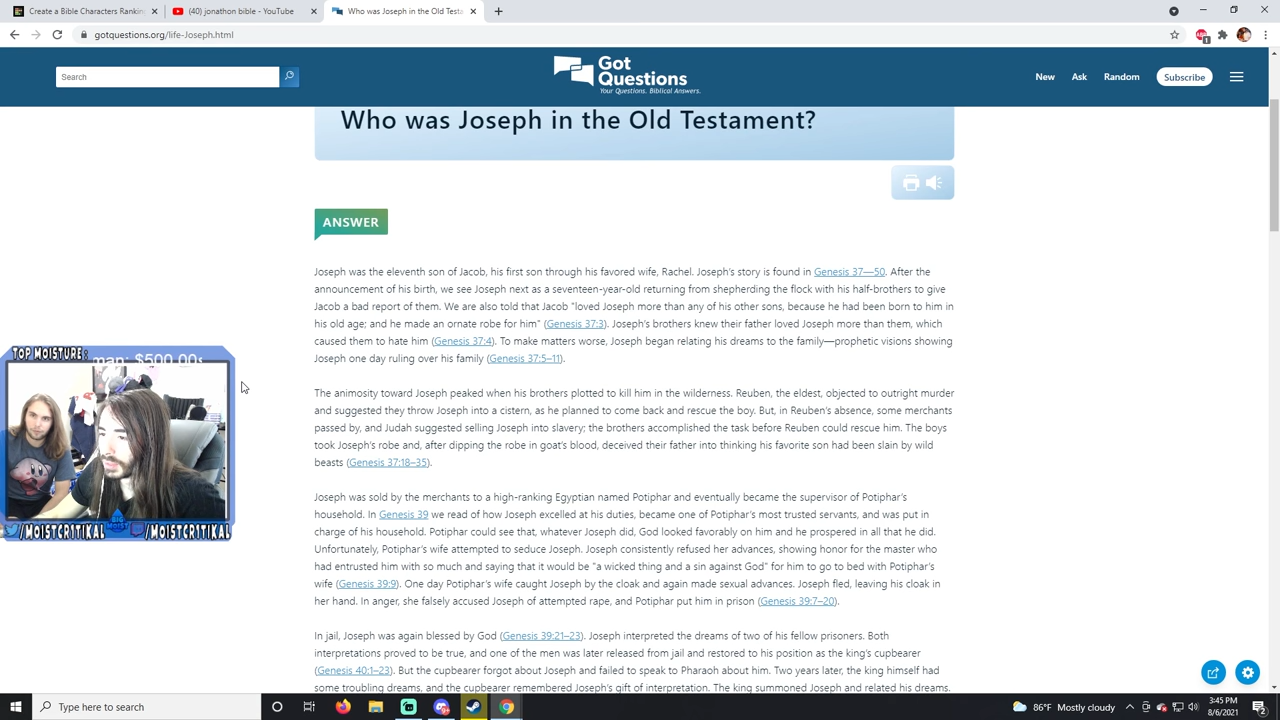 Create a Bible Characters Rankin
(40) jonathon bible - YouTube
Who was Joseph in the Old Testa
gotquestions.org/life-Joseph.html
1
Search
Got
Questions
Your Questions. Biblical Answers.
New
Ask
Random
Subscribe
Who was Joseph in the Old Testament?
ANSWER
Joseph was the eleventh son of Jacob, his first son through his favored wife, Rachel. Joseph's story is found in Genesis 37—50. After the
announcement of his birth, we see Joseph next as a seventeen-year-old returning from shepherding the flock with his half-brothers to give
Jacob a bad report of them. We are also told that Jacob "loved Joseph more than any of his other sons, because he had been born to him in
his old age; and he made an ornate robe for him" (Genesis 37:3). Joseph's brothers knew their father loved Joseph more than them, which
caused them to hate him (Genesis 37:4). To make matters worse, Joseph began relating his dreams to the family—prophetic visions showing
Joseph one day ruling over his family (Genesis 37:5–11).
The animosity toward Joseph peaked when his brothers plotted to kill him in the wilderness. Reuben, the eldest, objected to outright murder
and suggested they throw Joseph into a cistern, as he planned to come back and rescue the boy. But, in Reuben's absence, some merchants
passed by, and Judah suggested selling Joseph into slavery; the brothers accomplished the task before Reuben could rescue him. The boys
took Joseph's robe and, after dipping the robe in goat's blood, deceived their father into thinking his favorite son had been slain by wild
beasts (Genesis 37:18–35).
Joseph was sold by the merchants to a high-ranking Egyptian named Potiphar and eventually became the supervisor of Potiphar's
household. In Genesis 39 we read of how Joseph excelled at his duties, became one of Potiphar's most trusted servants, and was put in
charge of his household. Potiphar could see that, whatever Joseph did, God looked favorably on him and he prospered in all that he did.
Unfortunately, Potiphar's wife attempted to seduce Joseph. Joseph consistently refused her advances, showing honor for the master who
had entrusted him with so much and saying that it would be "a wicked thing and a sin against God" for him to go to bed with Potiphar's
wife (Genesis 39:9). One day Potiphar's wife caught Joseph by the cloak and again made sexual advances. Joseph fled, leaving his cloak in
her hand. In anger, she falsely accused Joseph of attempted rape, and Potiphar put him in prison (Genesis 39:7–20).
In jail, Joseph was again blessed by God (Genesis 39:21–23). Joseph interpreted the dreams of two of his fellow prisoners. Both
interpretations proved to be true, and one of the men was later released from jail and restored to his position as the king's cupbearer
(Genesis 40:1–23). But the cupbearer forgot about Joseph and failed to speak to Pharaoh about him. Two years later, the king himself had
some troubling dreams, and the cupbearer remembered Joseph's gift of interpretation. The king summoned Joseph and related his dreams.
TOP MOISTURE:
man: $500.00
/MOISTCRITIKAL
BIG MOIST
/MOISTCRITIKAL
Type here to search
86°F Mostly cloudy
3:45 PM
8/6/2021
2